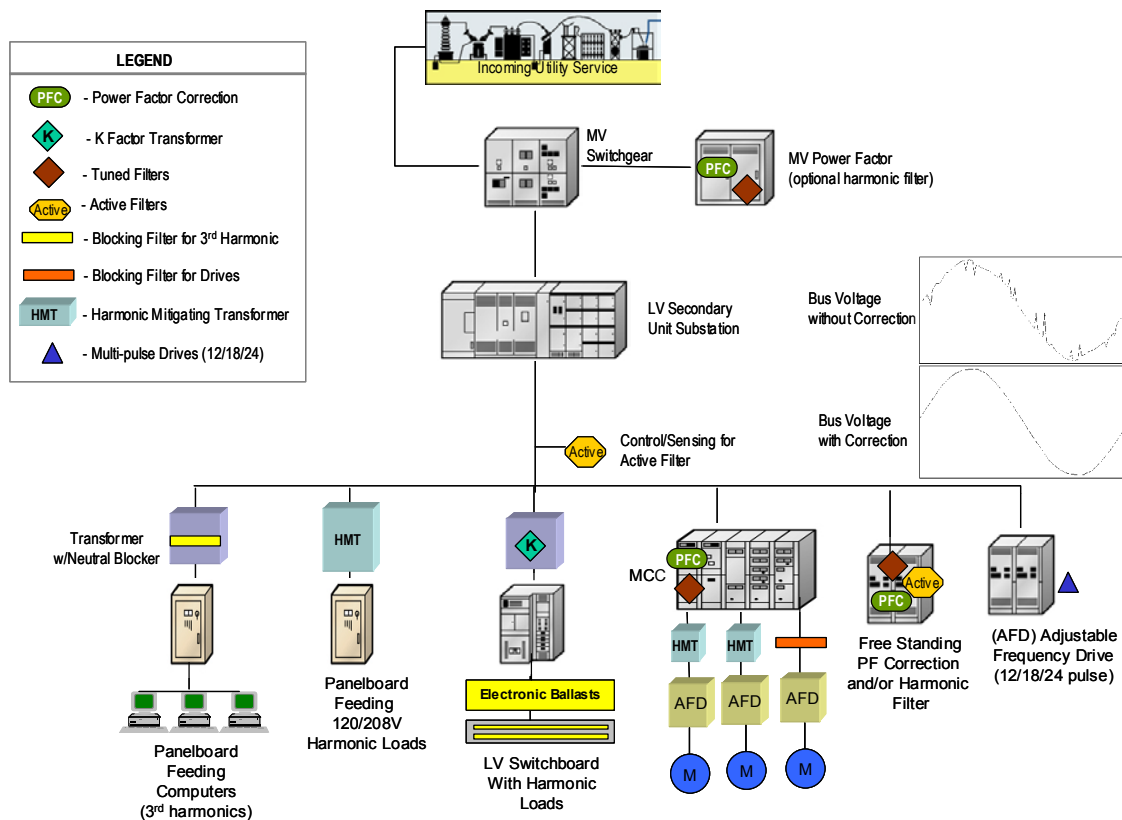 Incoming Utility Service
LEGEND
PFC - Power Factor Correction
K - K Factor Transformer
- Tuned Filters
Active - Active Filters
- Blocking Filter for 3rd Harmonic
- Blocking Filter for Drives
HMT - Harmonic Mitigating Transformer
- Multi-pulse Drives (12/18/24)
MV
Switchgear
PFC
MV Power Factor
(optional harmonic filter)
LV Secondary
Unit Substation
Bus Voltage
without Correction
Bus Voltage
with Correction
Active
Control/Sensing for
Active Filter
Transformer
w/Neutral Blocker
HMT
K
MCC
PFC
PFC
Active
HMT
HMT
AFD
AFD
AFD
M
M
M
Electronic Ballasts
Panelboard
Feeding
Computers
(3rd harmonics)
Panelboard
Feeding
120/208V
Harmonic Loads
LV Switchboard
With Harmonic
Loads
Free Standing
PF Correction
and/or Harmonic
Filter
(AFD) Adjustable
Frequency Drive
(12/18/24 pulse)